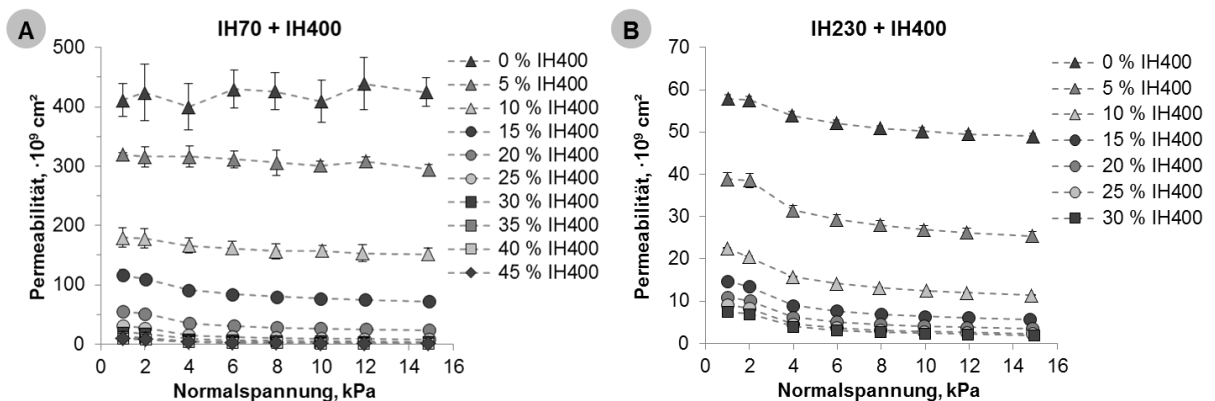 A
IH70 + IH400
Permeabilität, ·10⁹ cm²
500
400
300
200
100
0
0 2 4 6 8 10 12 14 16
Normalspannung, kPa
0 % IH400
5 % IH400
10 % IH400
15 % IH400
20 % IH400
25 % IH400
30 % IH400
35 % IH400
40 % IH400
45 % IH400
B
IH230 + IH400
Permeabilität, ·10⁹ cm²
70
60
50
40
30
20
10
0
0 2 4 6 8 10 12 14 16
Normalspannung, kPa
0 % IH400
5 % IH400
10 % IH400
15 % IH400
20 % IH400
25 % IH400
30 % IH400